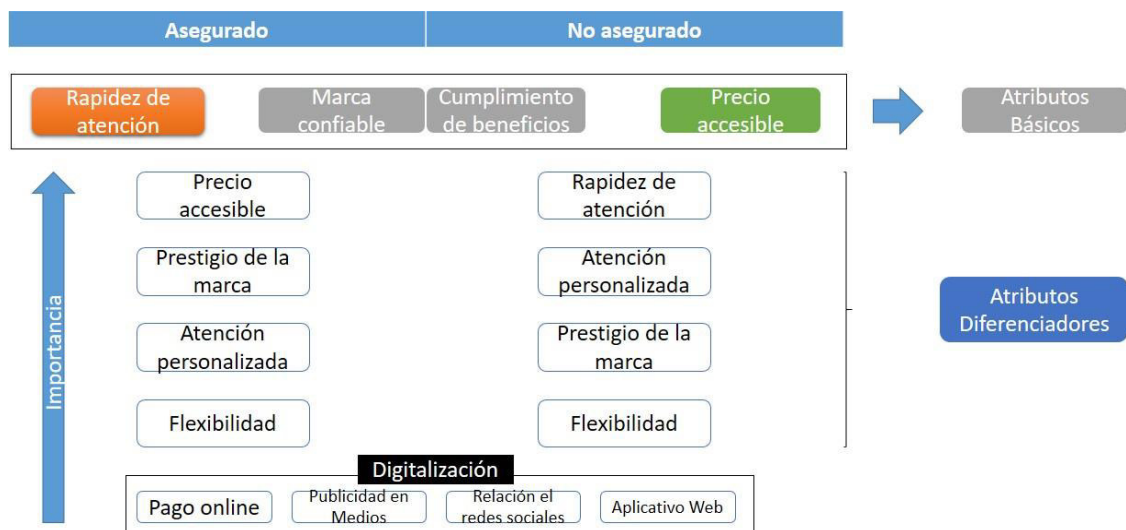 Asegurado
No asegurado
Rapidez de
atención
Marca
confiable
Cumplimiento
de beneficios
Precio
accesible
Atributos
Básicos
Importancia
Precio
accesible
Rapidez de
atención
Prestigio de la
marca
Atención
personalizada
Atributos
Diferenciadores
Atención
personalizada
Prestigio de la
marca
Flexibilidad
Flexibilidad
Digitalización
Pago online
Publicidad en
Medios
Relación el
redes sociales
Aplicativo Web